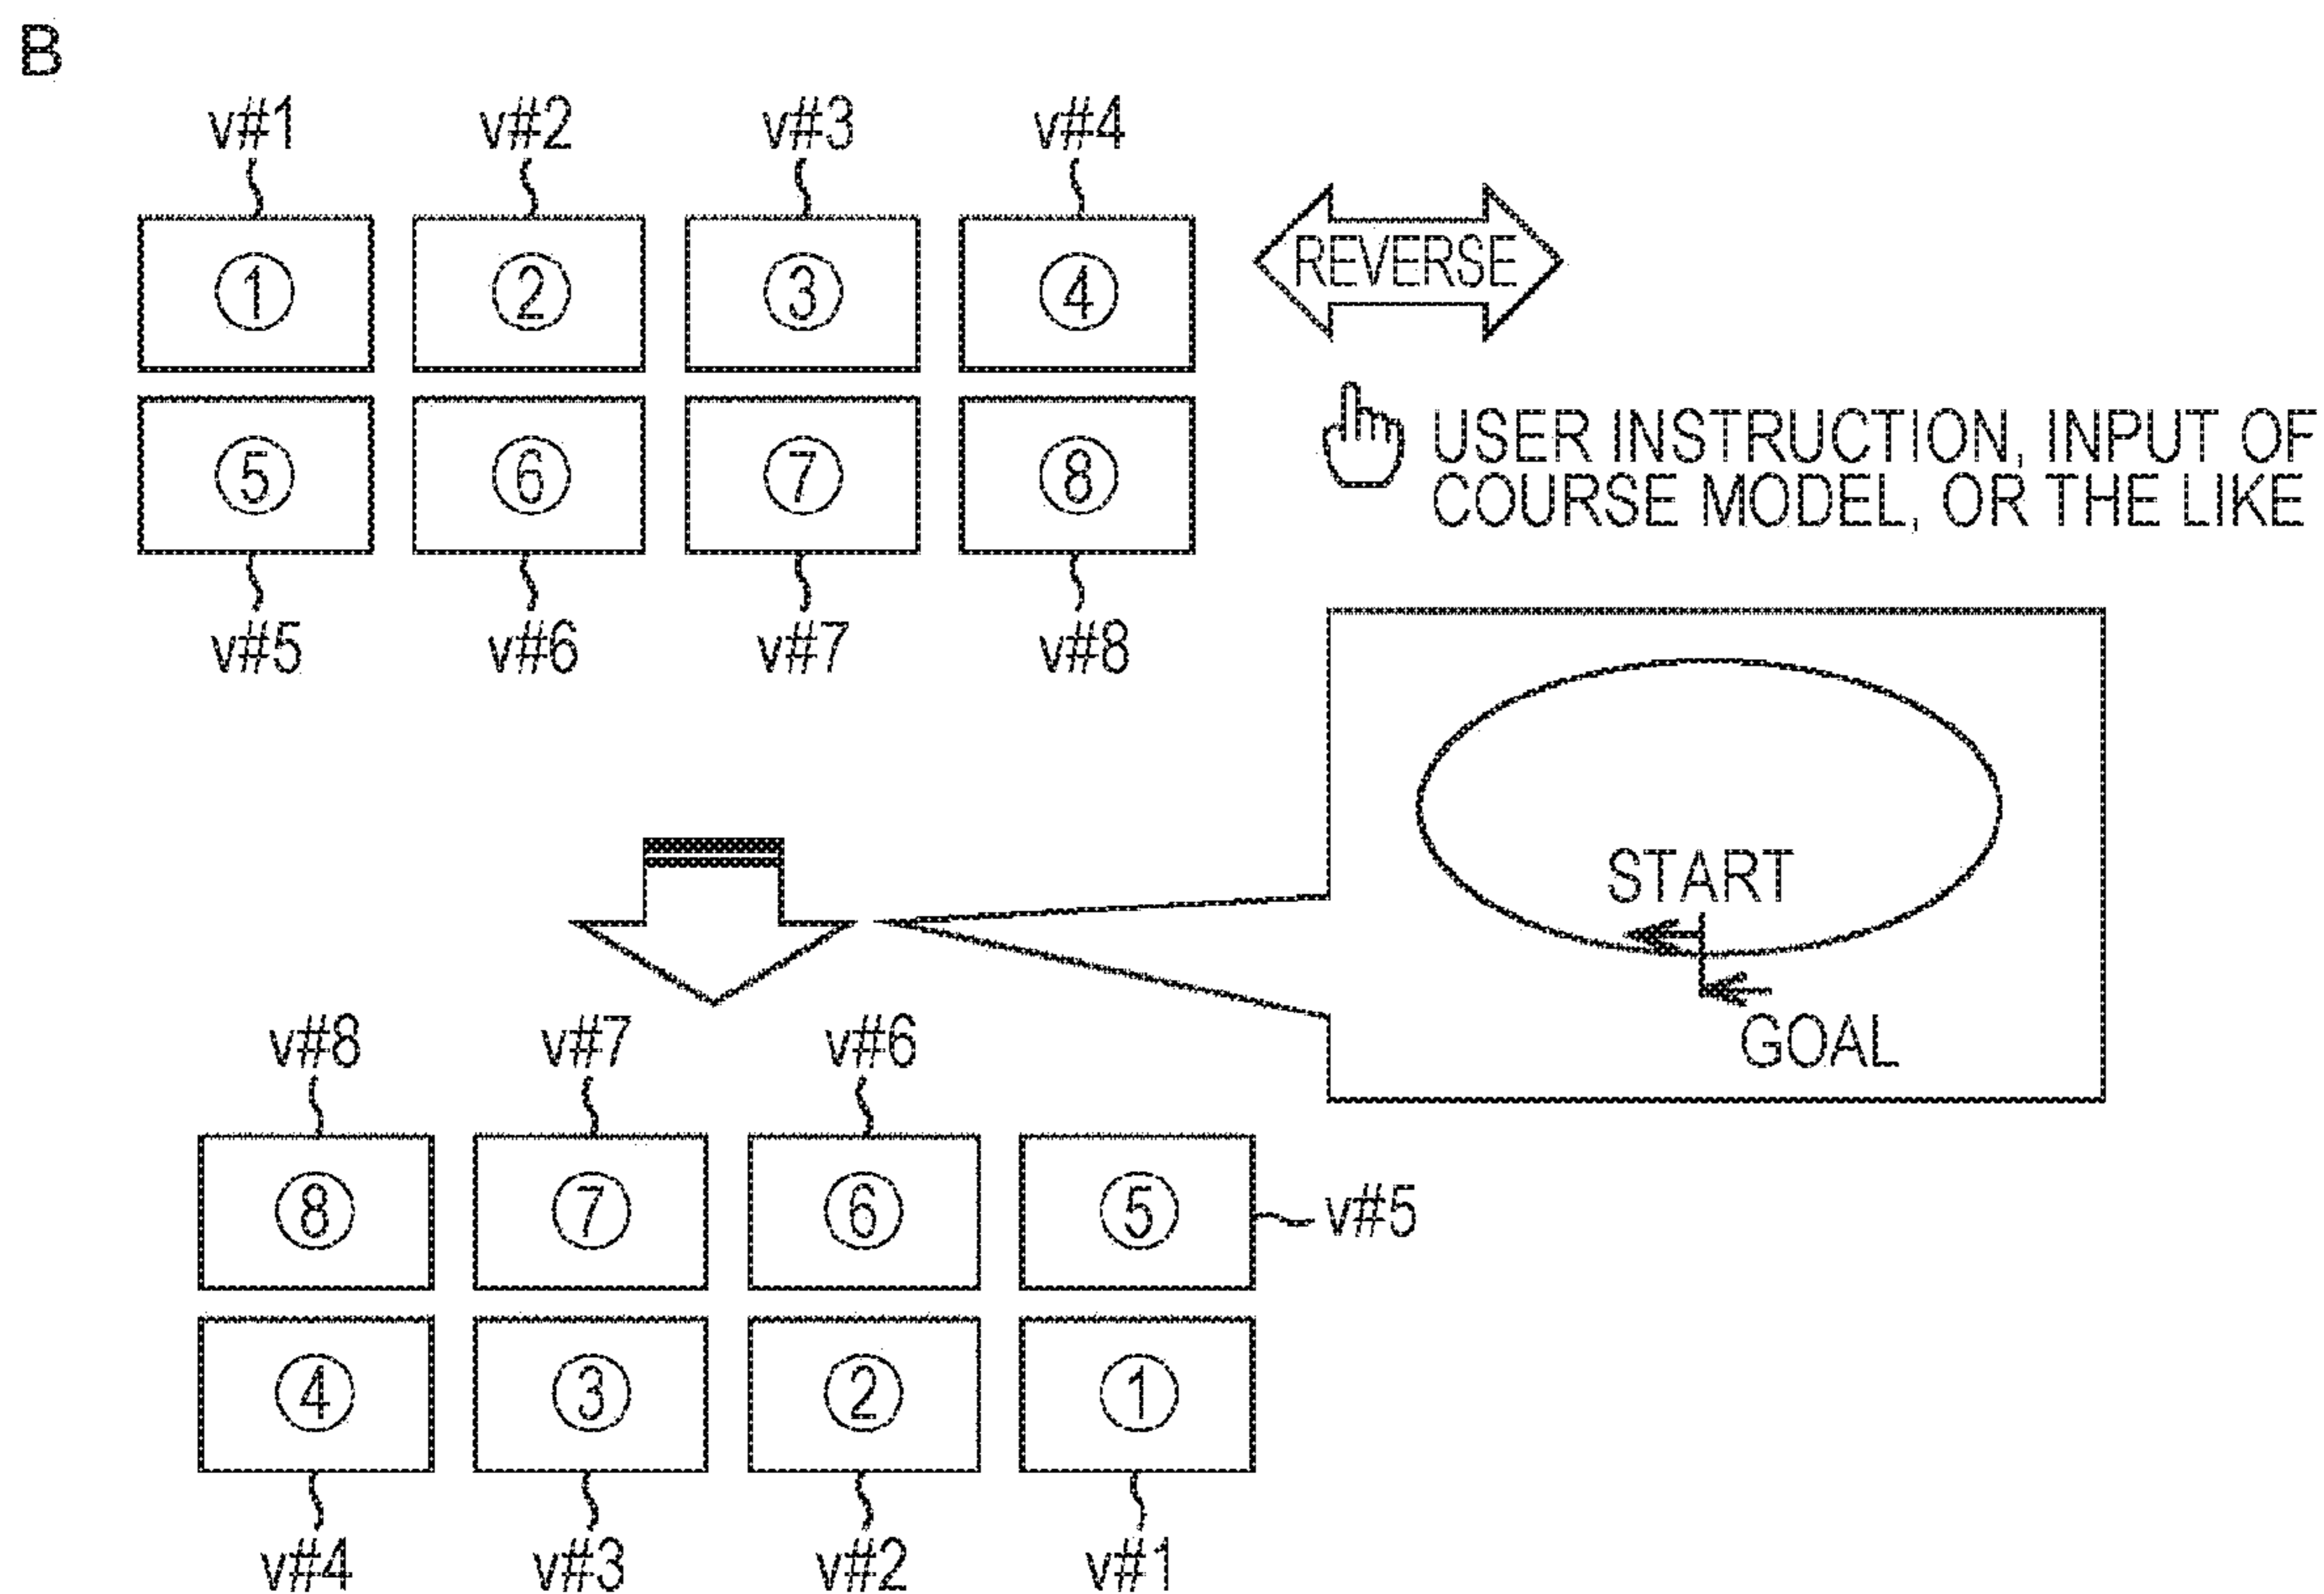 B
v#1 v#2 v#3 v#4
① ② ③ ④
REVERSE
⑤ ⑥ ⑦ ⑧
USER INSTRUCTION, INPUT OF
COURSE MODEL, OR THE LIKE
v#5 v#6 v#7 v#8
START
GOAL
v#8 v#7 v#6
⑧ ⑦ ⑥ ⑤ v#5
④ ③ ② ①
v#4 v#3 v#2 v#1